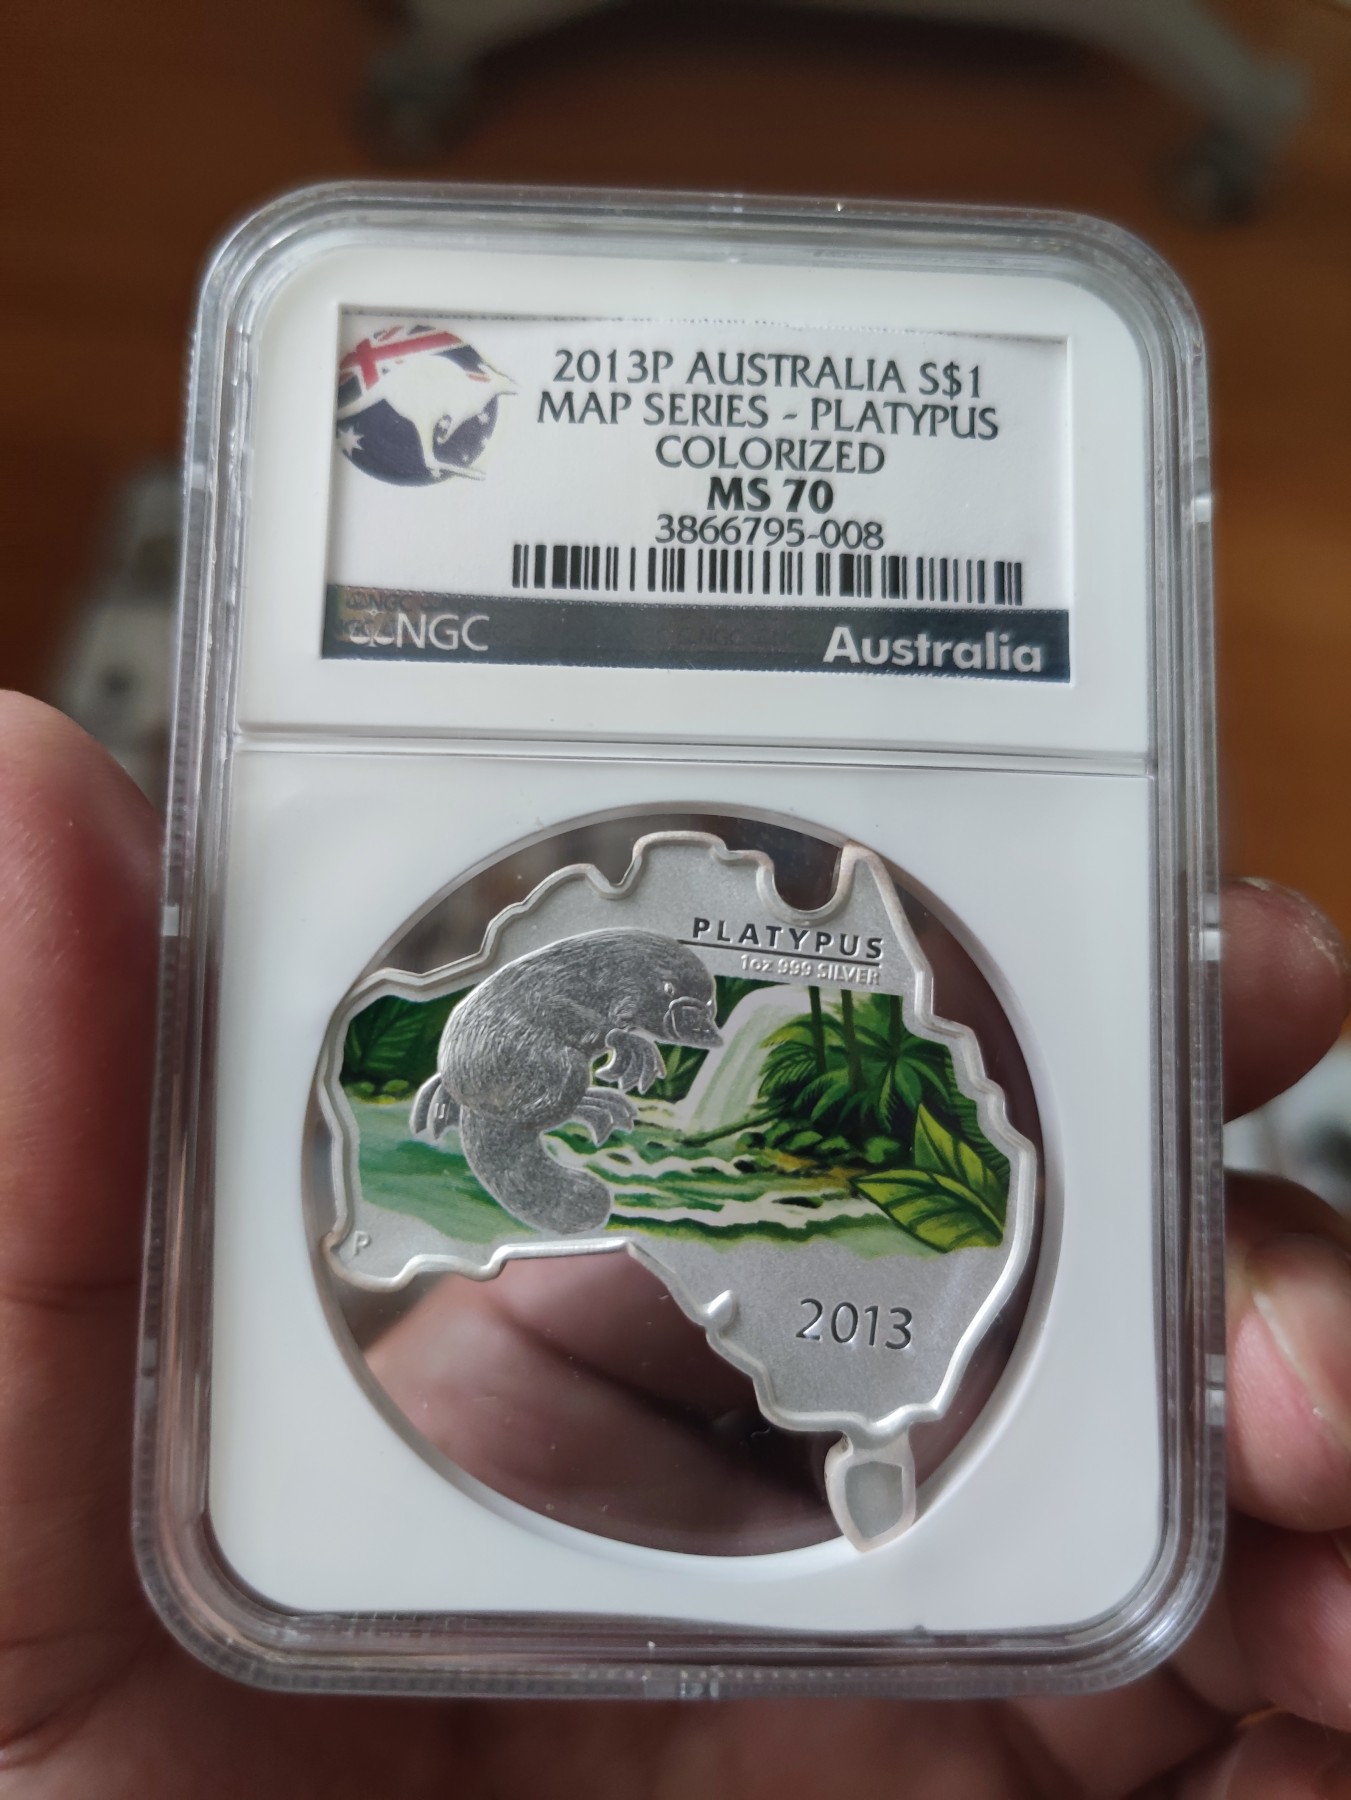 2013P AUSTRALIA S$1
MAP SERIES - PLATYPUS
COLORIZED
MS 70
3866795-008
NGC
Australia
PLATYPUS
1oz 999 SILVER
P
2013